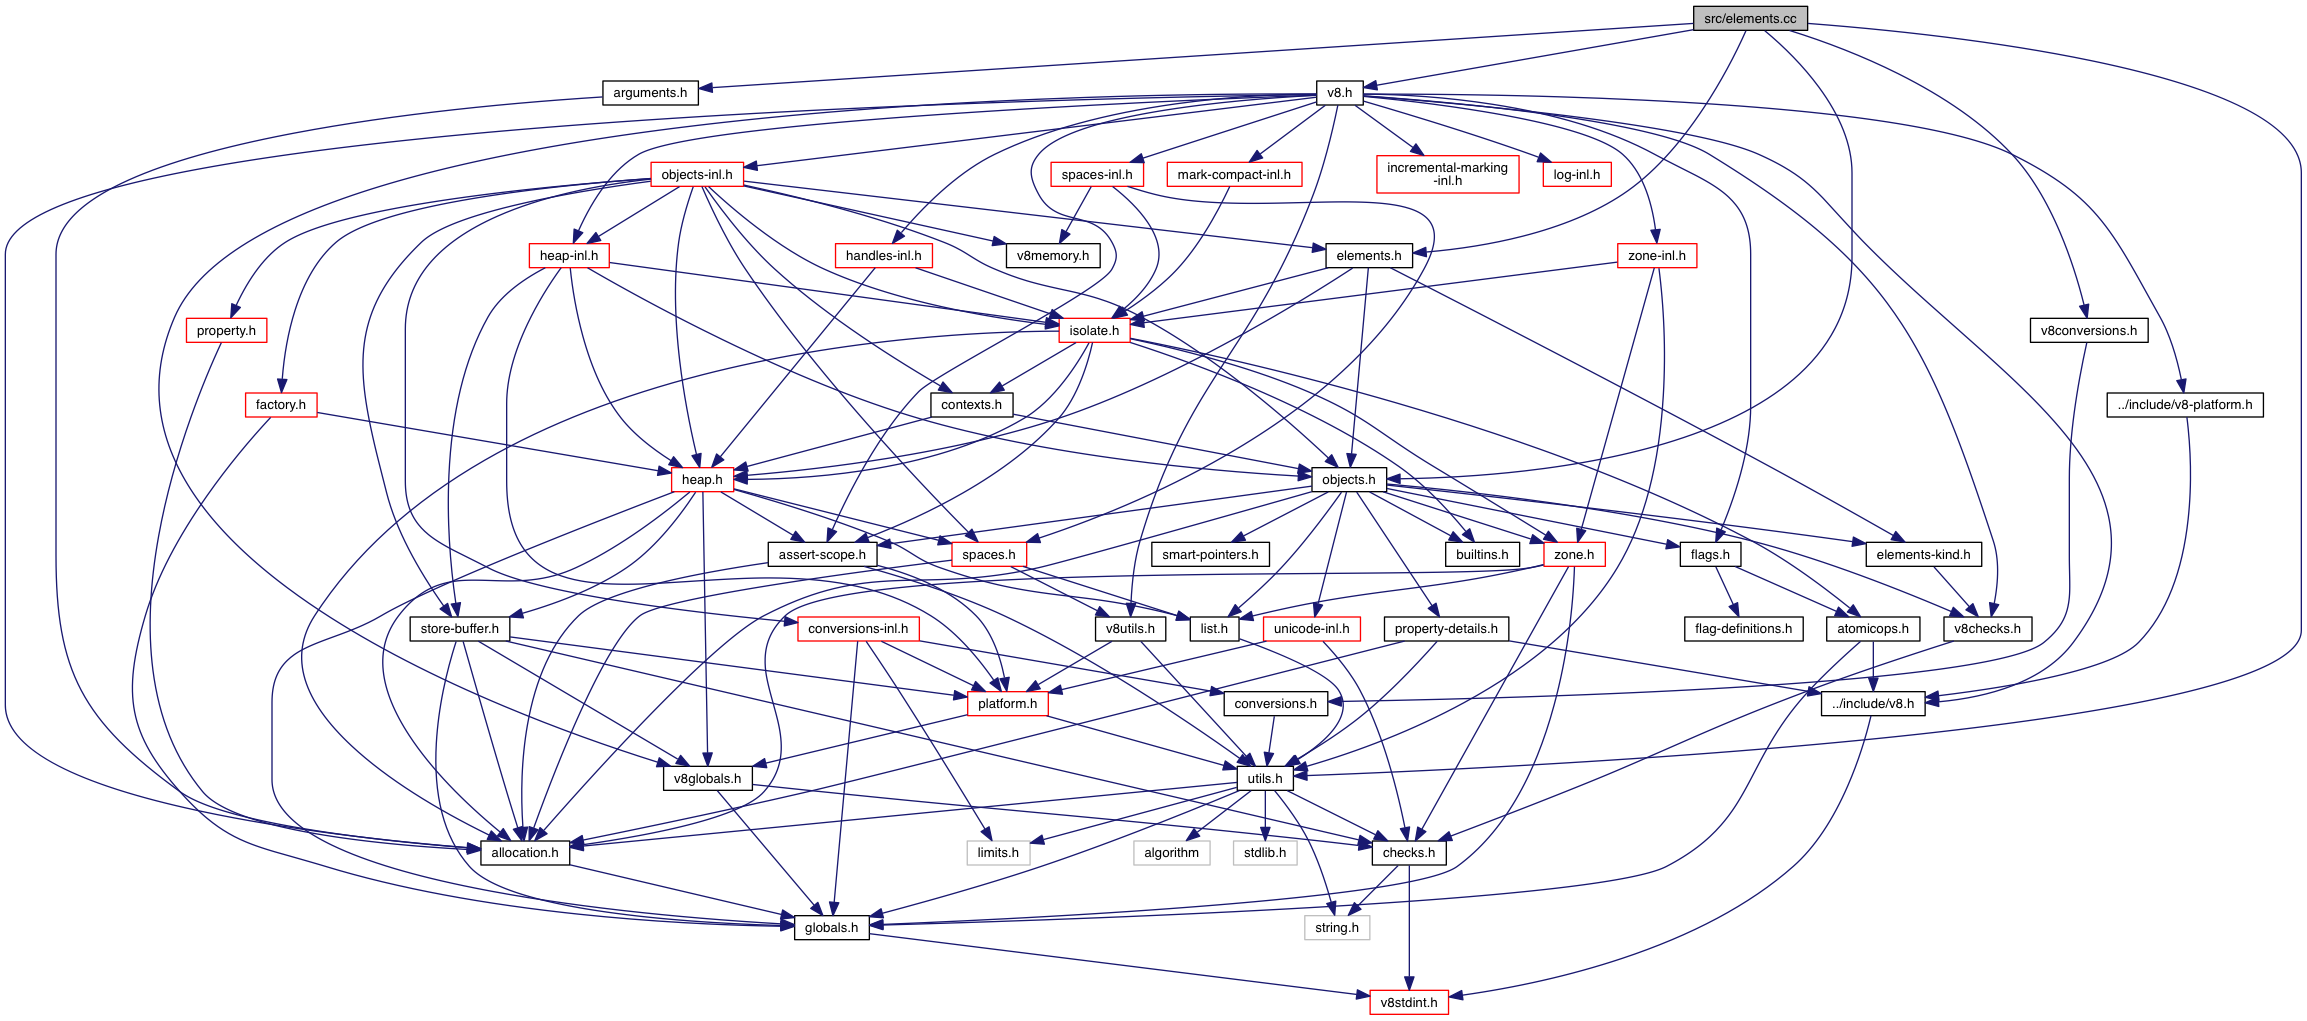 src/elements.cc
arguments.h
v8.h
objects-inl.h
spaces-inl.h
mark-compact-inl.h
incremental-marking
-inl.h
log-inl.h
heap-inl.h
handles-inl.h
v8memory.h
elements.h
zone-inl.h
property.h
isolate.h
v8conversions.h
factory.h
contexts.h
../include/v8-platform.h
heap.h
objects.h
assert-scope.h
spaces.h
smart-pointers.h
builtins.h
zone.h
flags.h
elements-kind.h
store-buffer.h
conversions-inl.h
v8utils.h
list.h
unicode-inl.h
property-details.h
flag-definitions.h
atomicops.h
v8checks.h
platform.h
conversions.h
../include/v8.h
v8globals.h
utils.h
allocation.h
limits.h
algorithm
stdlib.h
checks.h
globals.h
string.h
v8stdint.h